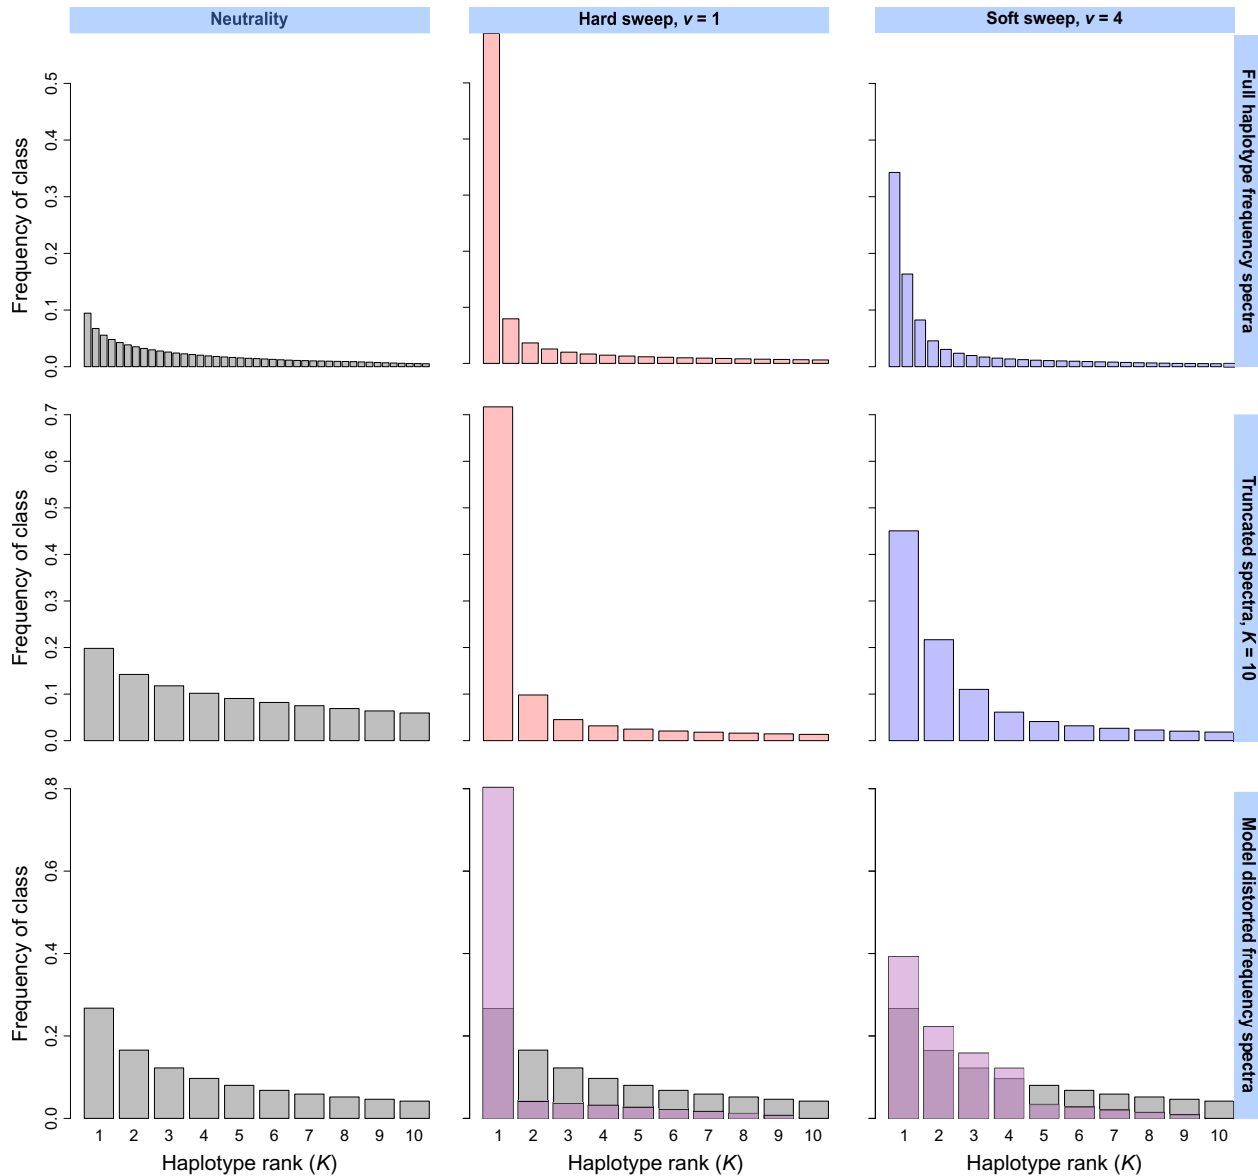 Neutrality
Hard sweep, v = 1
Soft sweep, v = 4
Frequency of class
0.0 0.1 0.2 0.3 0.4 0.5
Full haplotype frequency spectra
Frequency of class
0.0 0.1 0.2 0.3 0.4 0.5 0.6 0.7
Truncated spectra, K = 10
Frequency of class
0.0 0.2 0.4 0.6 0.8
Model distorted frequency spectra
1 2 3 4 5 6 7 8 9 10
1 2 3 4 5 6 7 8 9 10
1 2 3 4 5 6 7 8 9 10
Haplotype rank (K)
Haplotype rank (K)
Haplotype rank (K)